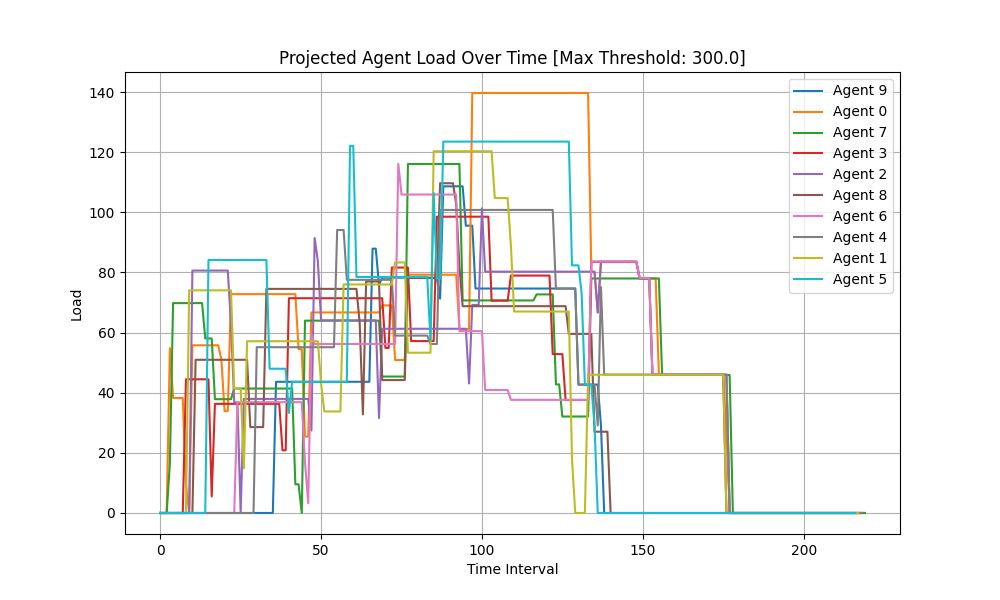 Projected Agent Load Over Time [Max Threshold: 300.0]
Load
140
120
100
80
60
40
20
0
0 50 100 150 200
Time Interval
Agent 9
Agent 0
Agent 7
Agent 3
Agent 2
Agent 8
Agent 6
Agent 4
Agent 1
Agent 5